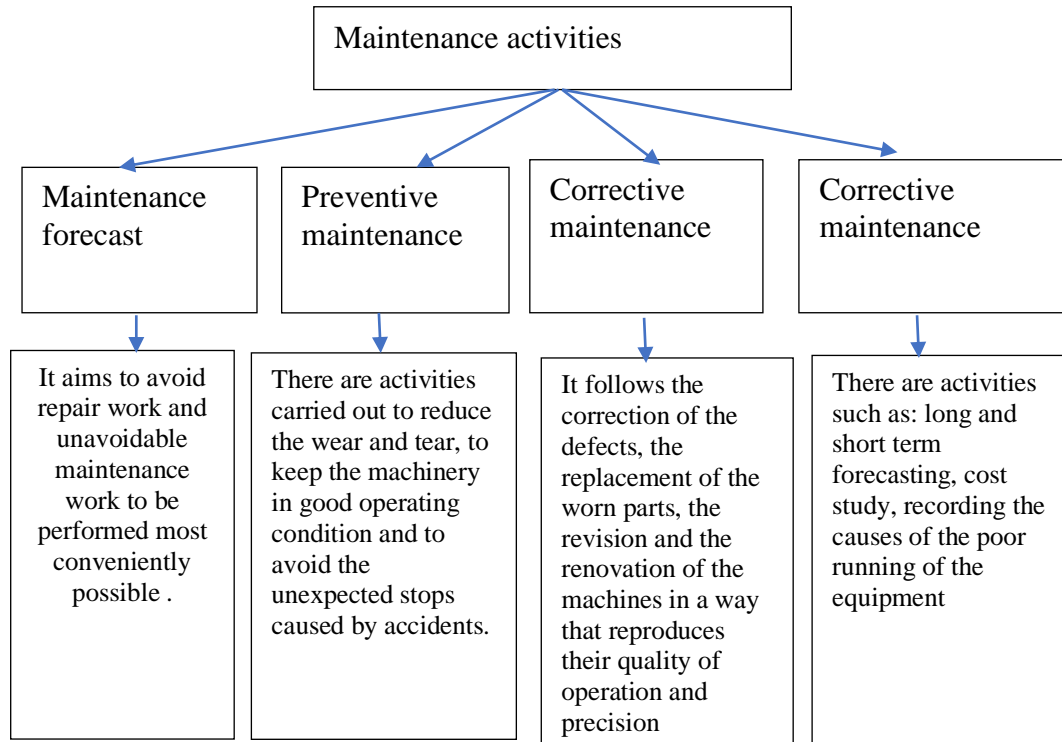 Maintenance activities
Maintenance
forecast
Preventive
maintenance
Corrective
maintenance
Corrective
maintenance
It aims to avoid
repair work and
unavoidable
maintenance
work to be
performed most
conveniently
possible .
There are activities
carried out to reduce
the wear and tear, to
keep the machinery
in good operating
condition and to
avoid the
unexpected stops
caused by accidents.
It follows the
correction of the
defects, the
replacement of the
worn parts, the
revision and the
renovation of the
machines in a way
that reproduces
their quality of
operation and
precision
There are activities
such as: long and
short term
forecasting, cost
study, recording the
causes of the poor
running of the
equipment